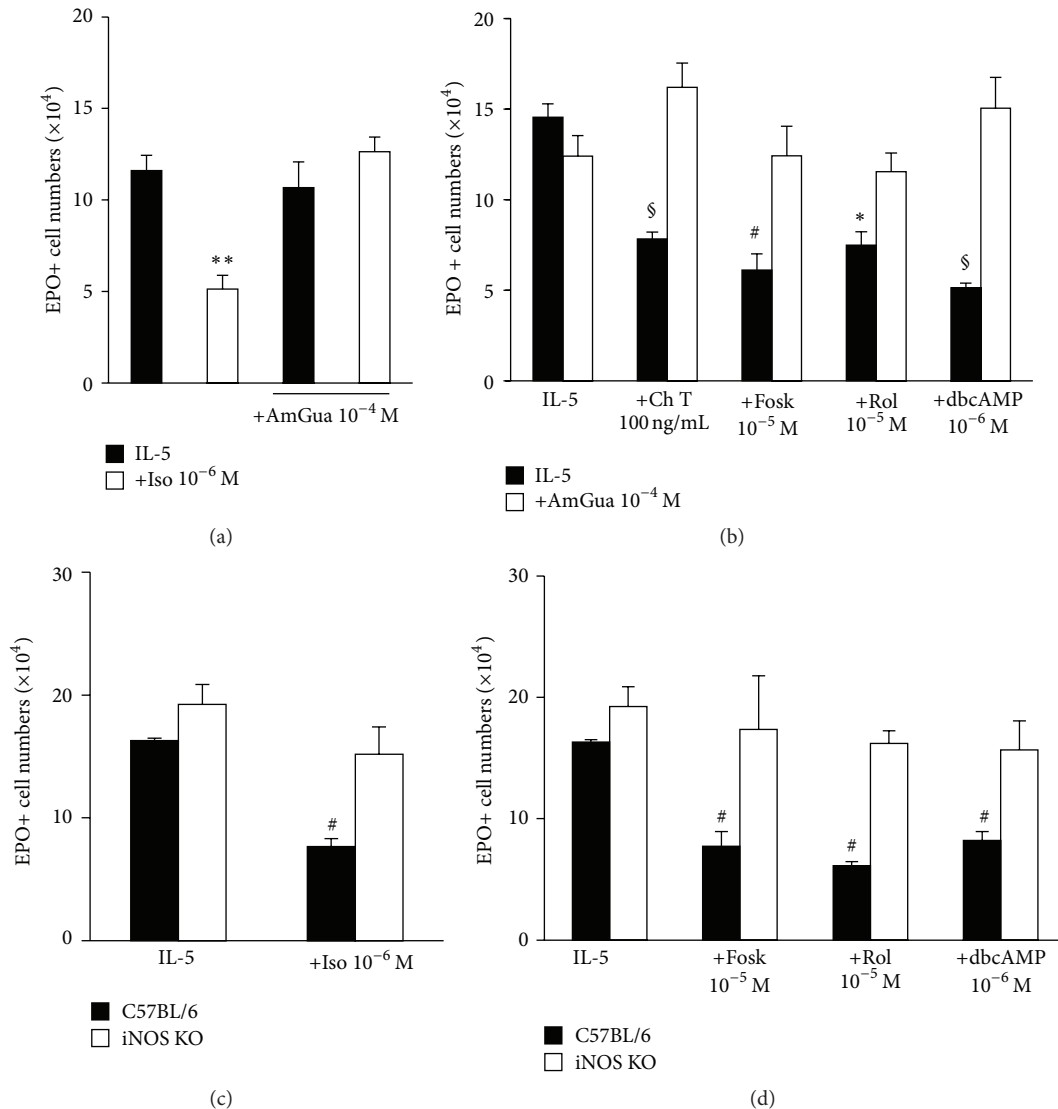 20
15
10
5
0
EPO+ cell numbers (×10⁴)
**
+AmGua 10⁻⁴ M
IL-5
+Iso 10⁻⁶ M
(a)
20
15
10
5
0
EPO + cell numbers (×10⁴)
§
#
*
§
IL-5 +Ch T +Fosk +Rol +dbcAMP
100 ng/mL 10⁻⁵ M 10⁻⁵ M 10⁻⁶ M
IL-5
+AmGua 10⁻⁴ M
(b)
30
20
10
0
EPO+ cell numbers (×10⁴)
#
IL-5 +Iso 10⁻⁶ M
C57BL/6
iNOS KO
(c)
30
20
10
0
EPO+ cell numbers (×10⁴)
#
#
#
IL-5 +Fosk +Rol +dbcAMP
10⁻⁵ M 10⁻⁵ M 10⁻⁶ M
C57BL/6
iNOS KO
(d)